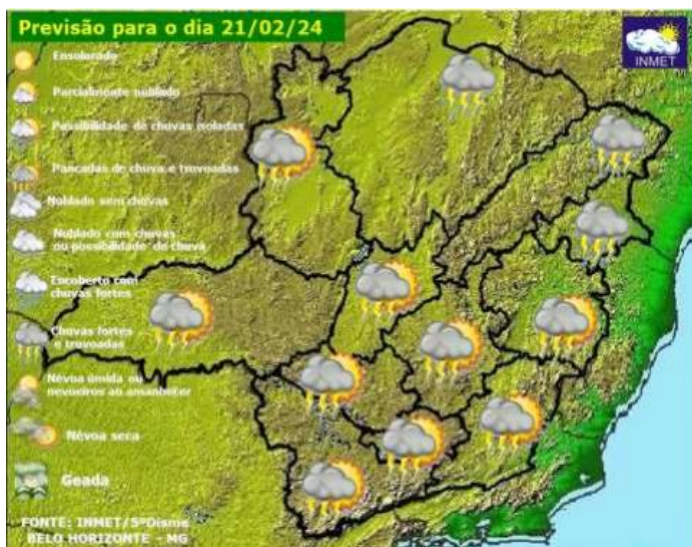 Previsão para o dia 21/02/24
INMET
Ensolarado
Parcialmente nublado
Possibilidade de chuvas isoladas
Pancadas de chuva e trovoadas
Nublado sem chuvas
Nublado com chuvas
ou possibilidade de chuva
Encoberto com
chuvas fortes
Chuvas fortes
e trovoadas
Névoa úmida ou
nevoeiros ao amanhecer
Névoa seca
Geada
FONTE: INMET/5ºDisme
BELO HORIZONTE - MG